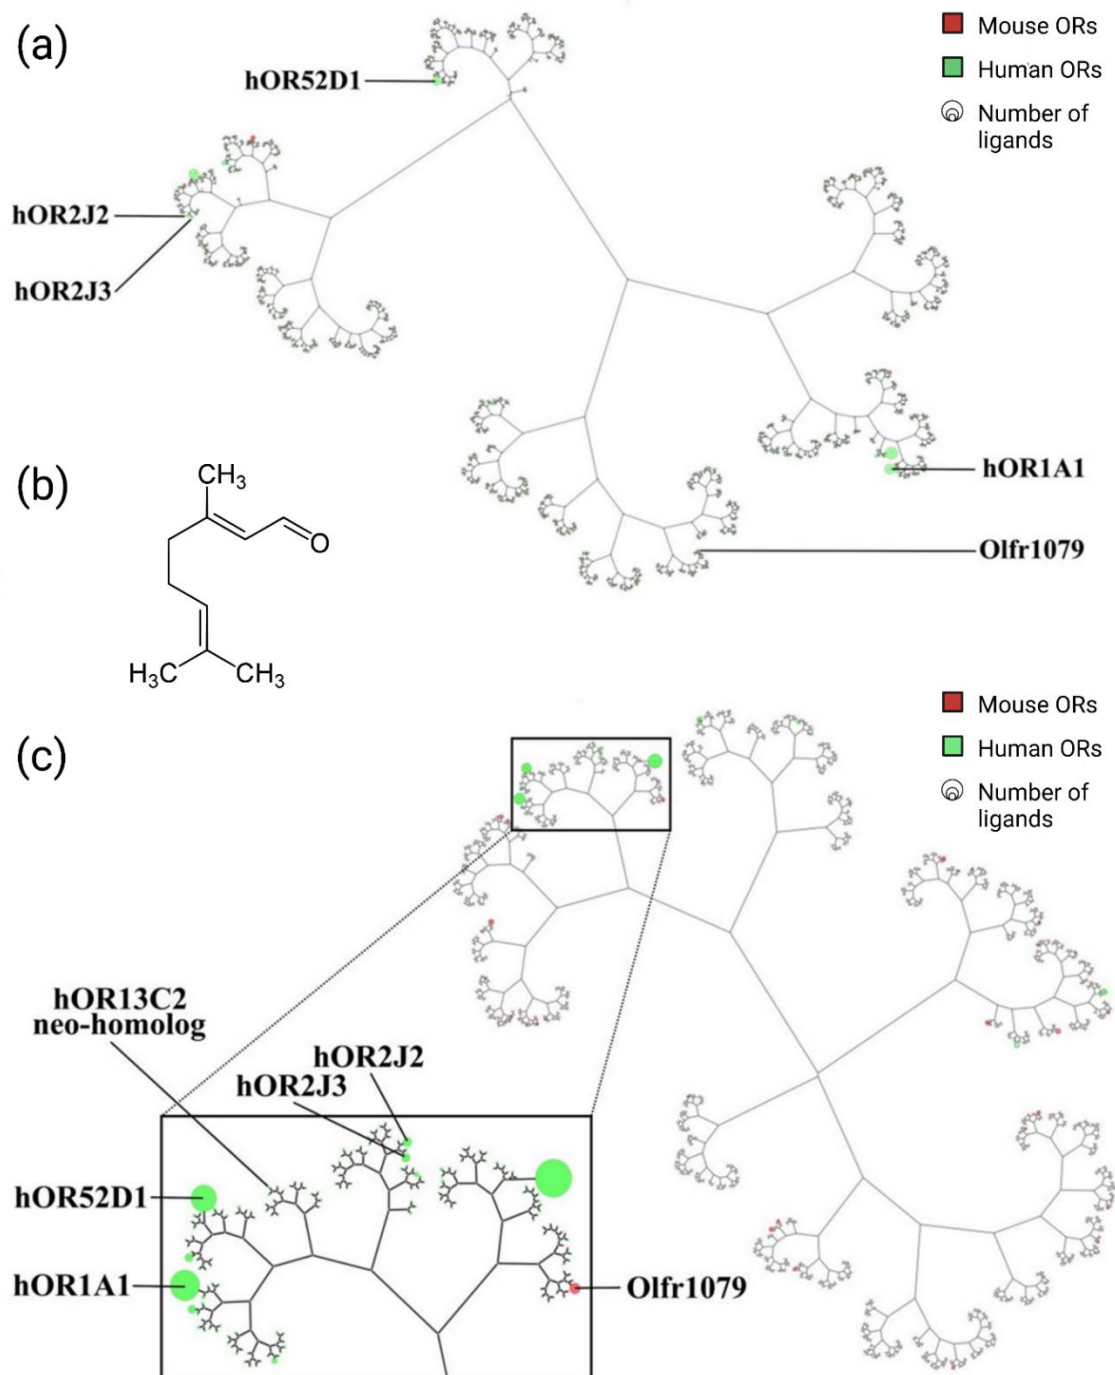 (a)
Mouse ORs
Human ORs
Number of
ligands
hOR52D1
hOR2J2
hOR2J3
hOR1A1
Olfr1079
(b)
CH₃
O
H₃C
CH₃
(c)
Mouse ORs
Human ORs
Number of
ligands
hOR13C2
neo-homolog
hOR2J2
hOR2J3
hOR52D1
hOR1A1
Olfr1079